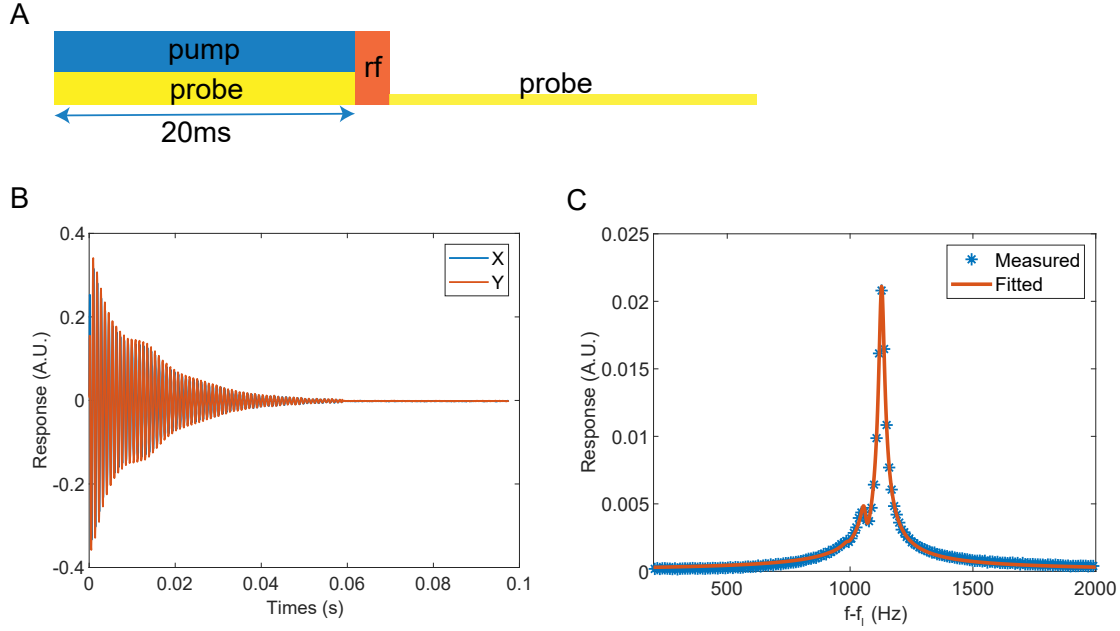 A
pump
probe
rf
probe
20ms
B
0.4
0.2
0
-0.2
-0.4
Response (A.U.)
X
Y
0
0.02
0.04
0.06
0.08
0.1
Times (s)
C
0.025
0.02
0.015
0.01
0.005
0
Response (A.U.)
Measured
Fitted
500
1000
1500
2000
f-fₗ (Hz)